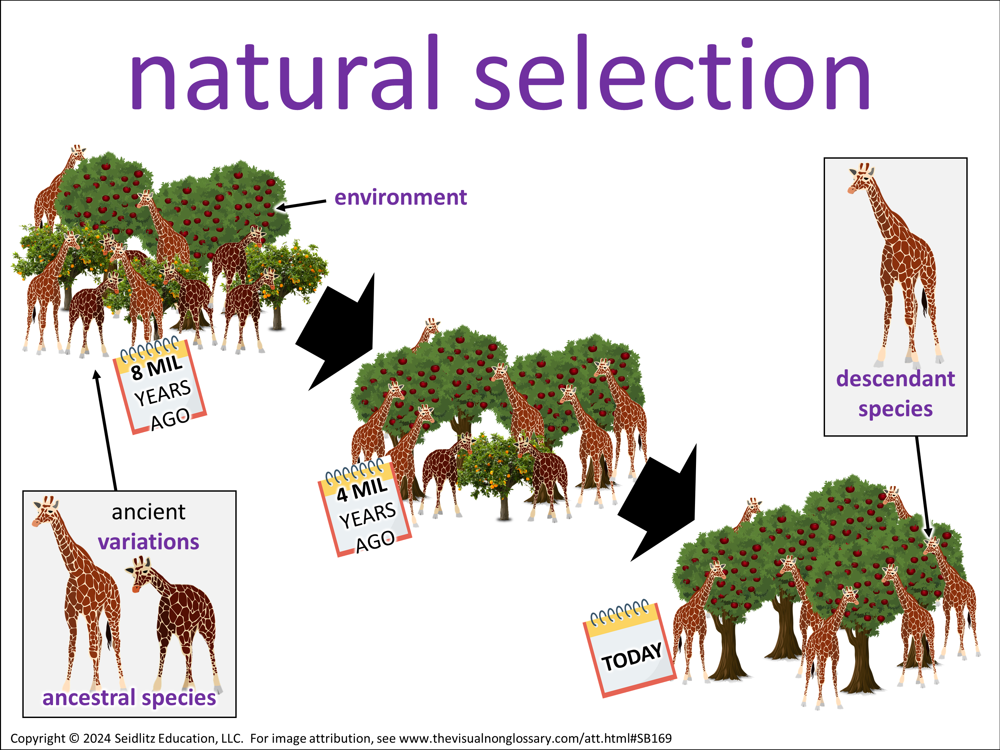 natural selection
environment
8 MIL
YEARS
AGO
descendant
species
4 MIL
YEARS
AGO
ancient
variations
ancestral species
TODAY
Copyright © 2024 Seidlitz Education, LLC.  For image attribution, see www.thevisualnonglossary.com/att.html#SB169